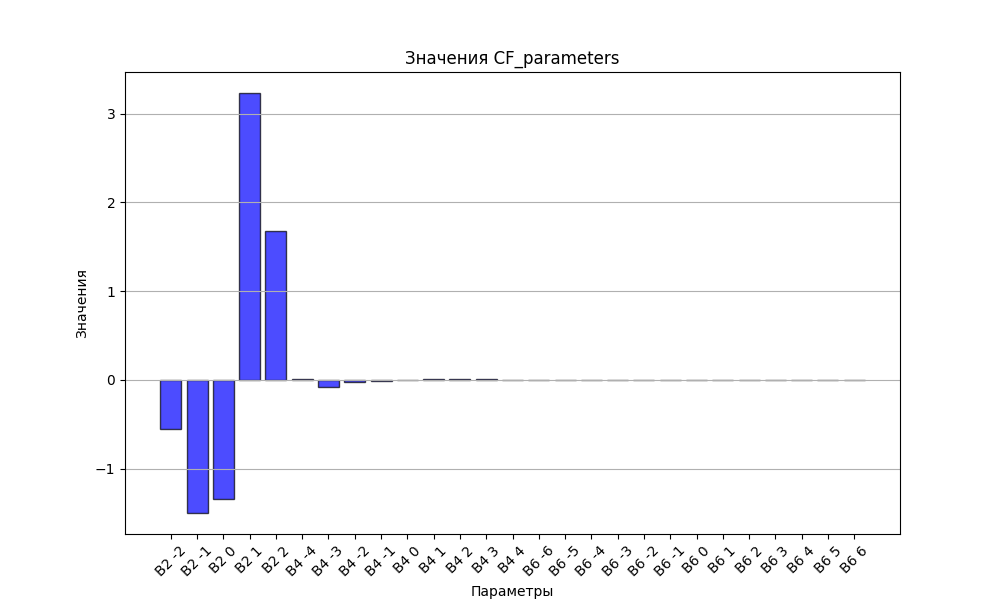 Значения CF_parameters
Значения
3
2
1
0
−1
B2 -2
B2 -1
B2 0
B2 1
B2 2
B4 -4
B4 -3
B4 -2
B4 -1
B4 0
B4 1
B4 2
B4 3
B4 4
B6 -6
B6 -5
B6 -4
B6 -3
B6 -2
B6 -1
B6 0
B6 1
B6 2
B6 3
B6 4
B6 5
B6 6
Параметры